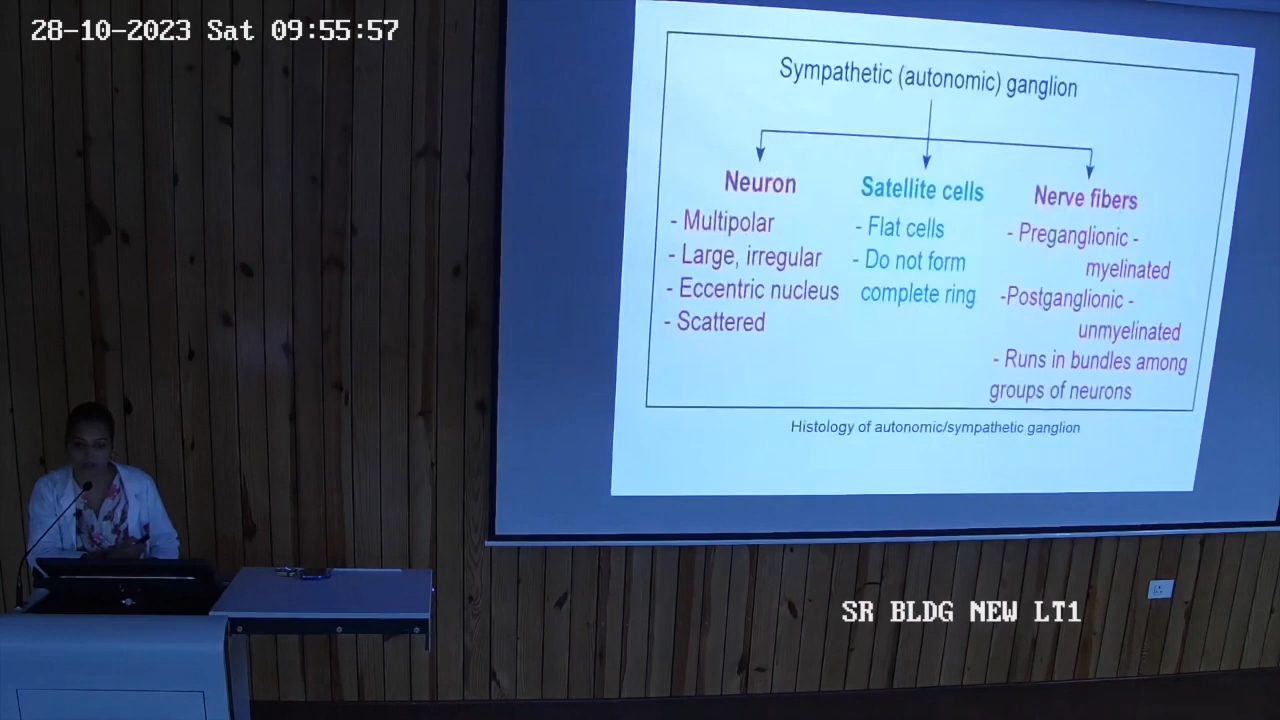 28-10-2023 Sat 09:55:57
Sympathetic (autonomic) ganglion
Neuron
- Multipolar
- Large, irregular
- Eccentric nucleus
- Scattered
Satellite cells
- Flat cells
- Do not form
complete ring
Nerve fibers
- Preganglionic -
myelinated
-Postganglionic -
unmyelinated
- Runs in bundles among
groups of neurons
Histology of autonomic/sympathetic ganglion
SR BLDG NEW LT1